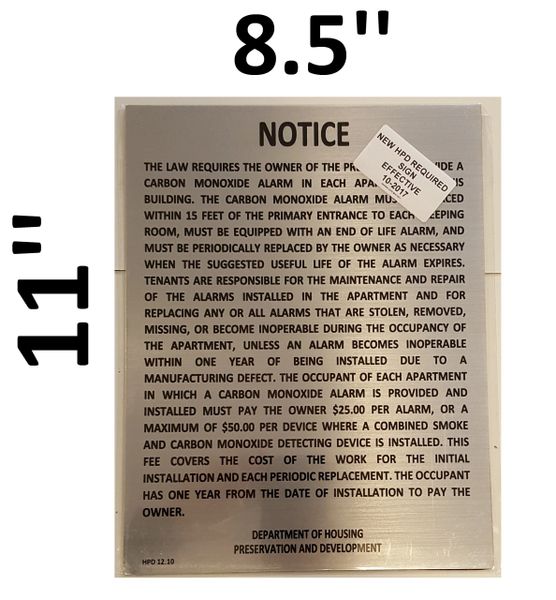 8.5"
11"
NOTICE
NEW HPD REQUIRED
SIGN
EFFECTIVE
10-2017
THE LAW REQUIRES THE OWNER OF THE A
CARBON MONOXIDE ALARM IN EACH
BUILDING. THE CARBON MONOXIDE ALARM
WITHIN 15 FEET OF THE PRIMARY ENTRANCE TO EACH
ROOM, MUST BE EQUIPPED WITH AN END OF LIFE ALARM, AND
MUST BE PERIODICALLY REPLACED BY THE OWNER AS NECESSARY
WHEN THE SUGGESTED USEFUL LIFE OF THE ALARM EXPIRES.
TENANTS ARE RESPONSIBLE FOR THE MAINTENANCE AND REPAIR
OF THE ALARMS INSTALLED IN THE APARTMENT AND FOR
REPLACING ANY OR ALL ALARMS THAT ARE STOLEN, REMOVED,
MISSING, OR BECOME INOPERABLE DURING THE OCCUPANCY OF
THE APARTMENT, UNLESS AN ALARM BECOMES INOPERABLE
WITHIN ONE YEAR OF BEING INSTALLED DUE TO A
MANUFACTURING DEFECT. THE OCCUPANT OF EACH APARTMENT
IN WHICH A CARBON MONOXIDE ALARM IS PROVIDED AND
INSTALLED MUST PAY THE OWNER $25.00 PER ALARM, OR A
MAXIMUM OF $50.00 PER DEVICE WHERE A COMBINED SMOKE
AND CARBON MONOXIDE DETECTING DEVICE IS INSTALLED. THIS
FEE COVERS THE COST OF THE WORK FOR THE INITIAL
INSTALLATION AND EACH PERIODIC REPLACEMENT. THE OCCUPANT
HAS ONE YEAR FROM THE DATE OF INSTALLATION TO PAY THE
OWNER.
DEPARTMENT OF HOUSING
PRESERVATION AND DEVELOPMENT
HPD 12:10